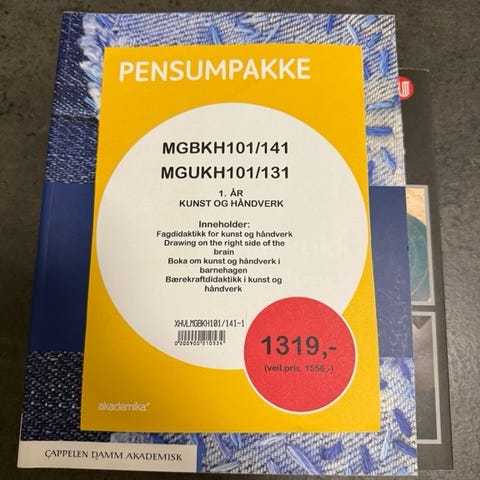 PENSUMPAKKE
MGBKH101/141
MGUKH101/131
1. ÅR
KUNST OG HÅNDVERK
Inneholder:
Fagdidaktikk for kunst og håndverk
Drawing on the right side of the
brain
Boka om kunst og håndverk i
barnehagen
Bærekraftdidaktikk i kunst og
håndverk
XHVLMGBKH101/141-1
0200900210534
1319,-
(veil.pris 1556,-)
akademika
CAPPELEN DAMM AKADEMISK